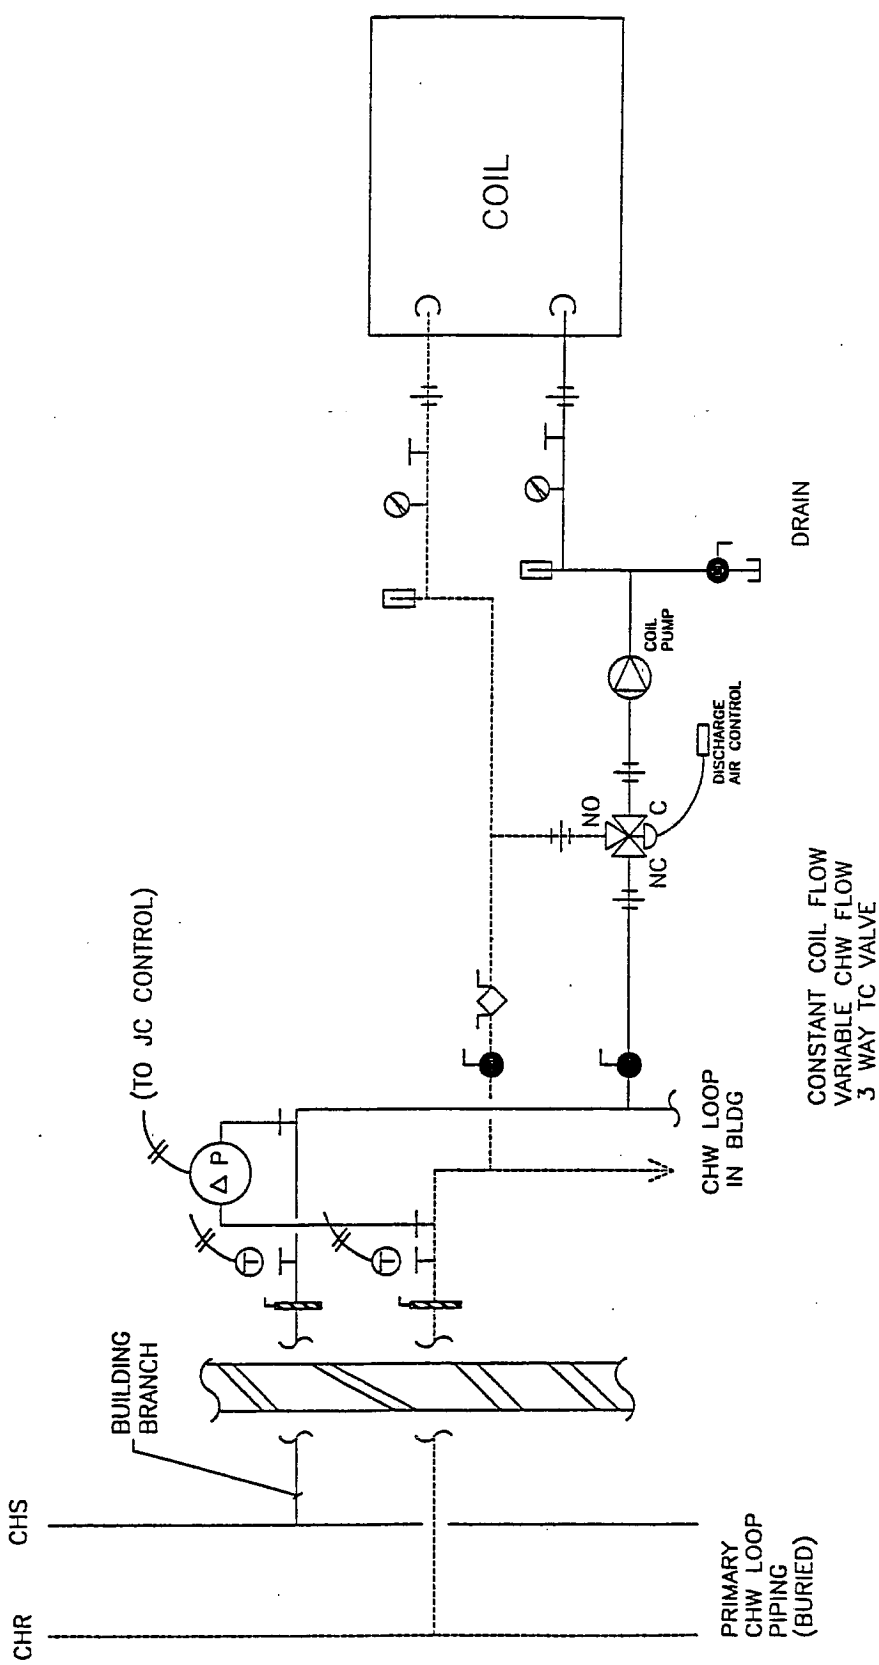 CHS
CHR
BUILDING
BRANCH
(TO JC CONTROL)
Δ P
T
T
PRIMARY
CHW LOOP
PIPING
(BURIED)
CHW LOOP
IN BLDG
NO
C
NC
DISCHARGE
AIR CONTROL
COIL
PUMP
DRAIN
COIL
CONSTANT COIL FLOW
VARIABLE CHW FLOW
3 WAY TC VALVE